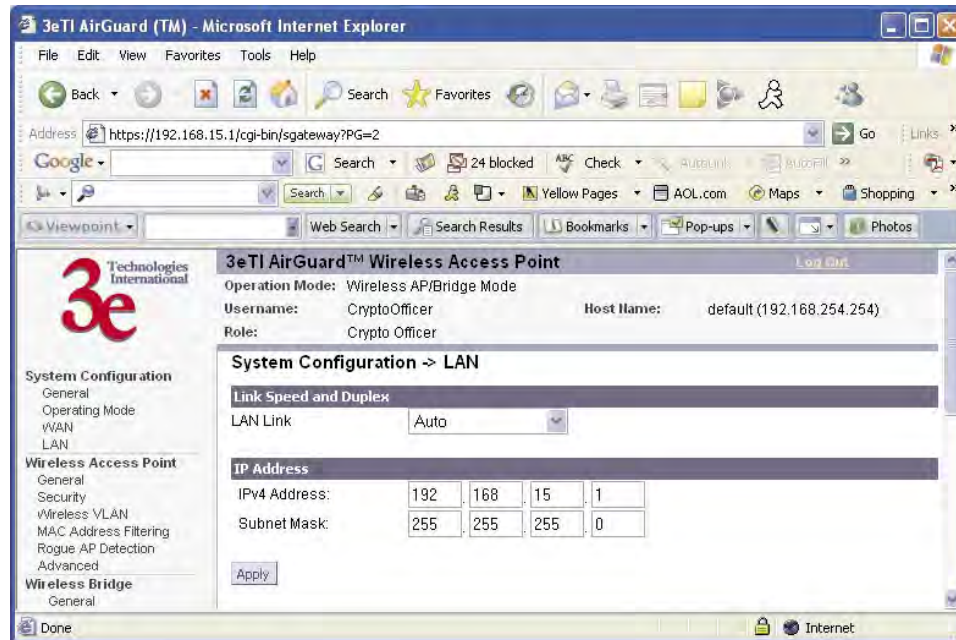 3eTI AirGuard (TM) - Microsoft Internet Explorer
File Edit View Favorites Tools Help
Back Search Favorites
Address https://192.168.15.1/cgi-bin/sgateway?PG=2 Go Links
Google Search 24 blocked Check AutoLink AutoFill
Search Yellow Pages AOL.com Maps Shopping
Viewpoint Web Search Search Results Bookmarks Pop-ups Photos
3e Technologies International
3eTI AirGuard™ Wireless Access Point Log Out
Operation Mode: Wireless AP/Bridge Mode
Username: CryptoOfficer Host Name: default (192.168.254.254)
Role: Crypto Officer
System Configuration
General
Operating Mode
WAN
LAN
Wireless Access Point
General
Security
Wireless VLAN
MAC Address Filtering
Rogue AP Detection
Advanced
Wireless Bridge
General
System Configuration -> LAN
Link Speed and Duplex
LAN Link Auto
IP Address
IPv4 Address: 192 . 168 . 15 . 1
Subnet Mask: 255 . 255 . 255 . 0
Apply
Done Internet